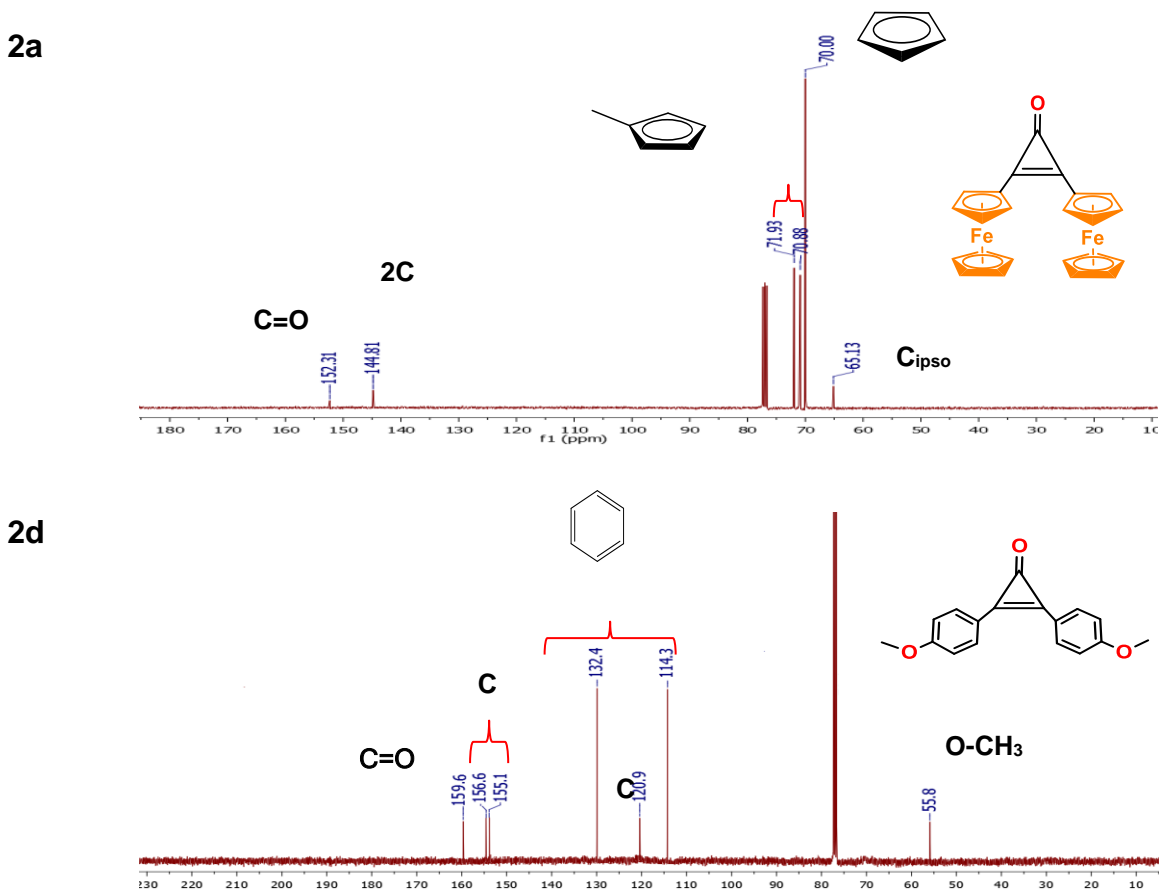 2a
70.00
O
71.93
70.88
Fe
Fe
2C
C=O
152.31
144.81
Cipso
65.13
180 170 160 150 140 130 120 110 100 90 80 70 60 50 40 30 20 10
f1 (ppm)
2d
O
O
O
132.4
114.3
C
C=O
O-CH₃
159.6
156.6
155.1
C
120.9
55.8
230 220 210 200 190 180 170 160 150 140 130 120 110 100 90 80 70 60 50 40 30 20 10